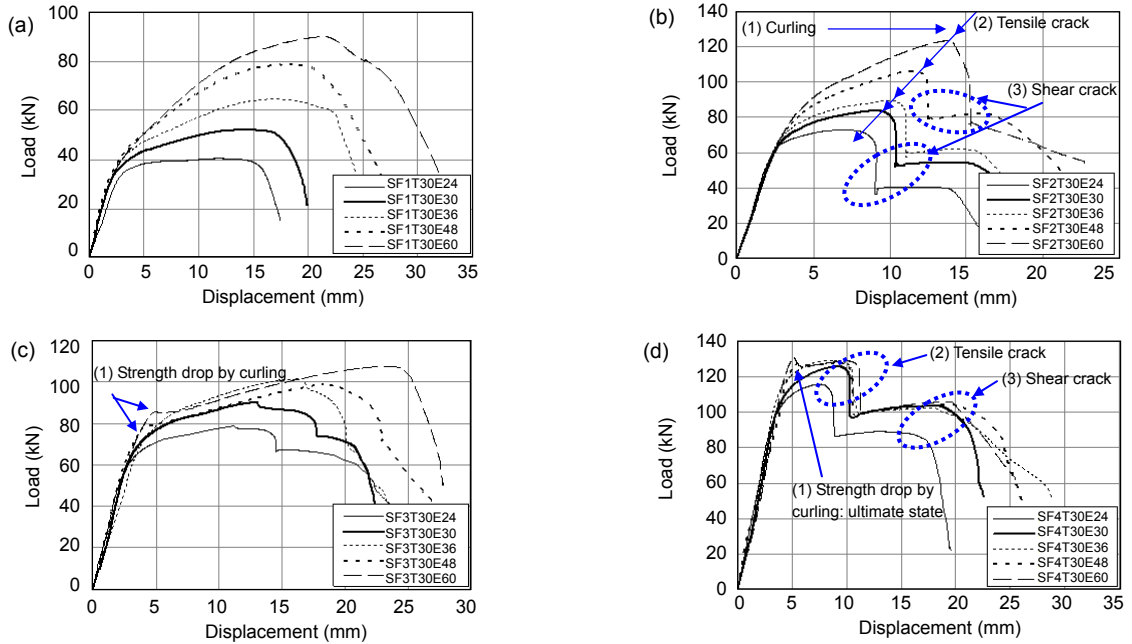 (a)
100
80
60
40
20
0
Load (kN)
0 5 10 15 20 25 30 35
Displacement (mm)
SF1T30E24
SF1T30E30
SF1T30E36
SF1T30E48
SF1T30E60
(b)
140
120
100
80
60
40
20
0
Load (kN)
0 5 10 15 20 25
Displacement (mm)
(1) Curling
(2) Tensile crack
(3) Shear crack
SF2T30E24
SF2T30E30
SF2T30E36
SF2T30E48
SF2T30E60
(c)
120
100
80
60
40
20
0
Load (kN)
0 5 10 15 20 25 30
Displacement (mm)
(1) Strength drop by curling
SF3T30E24
SF3T30E30
SF3T30E36
SF3T30E48
SF3T30E60
(d)
140
120
100
80
60
40
20
0
Load (kN)
0 5 10 15 20 25 30 35
Displacement (mm)
(2) Tensile crack
(3) Shear crack
(1) Strength drop by
curling: ultimate state
SF4T30E24
SF4T30E30
SF4T30E36
SF4T30E48
SF4T30E60